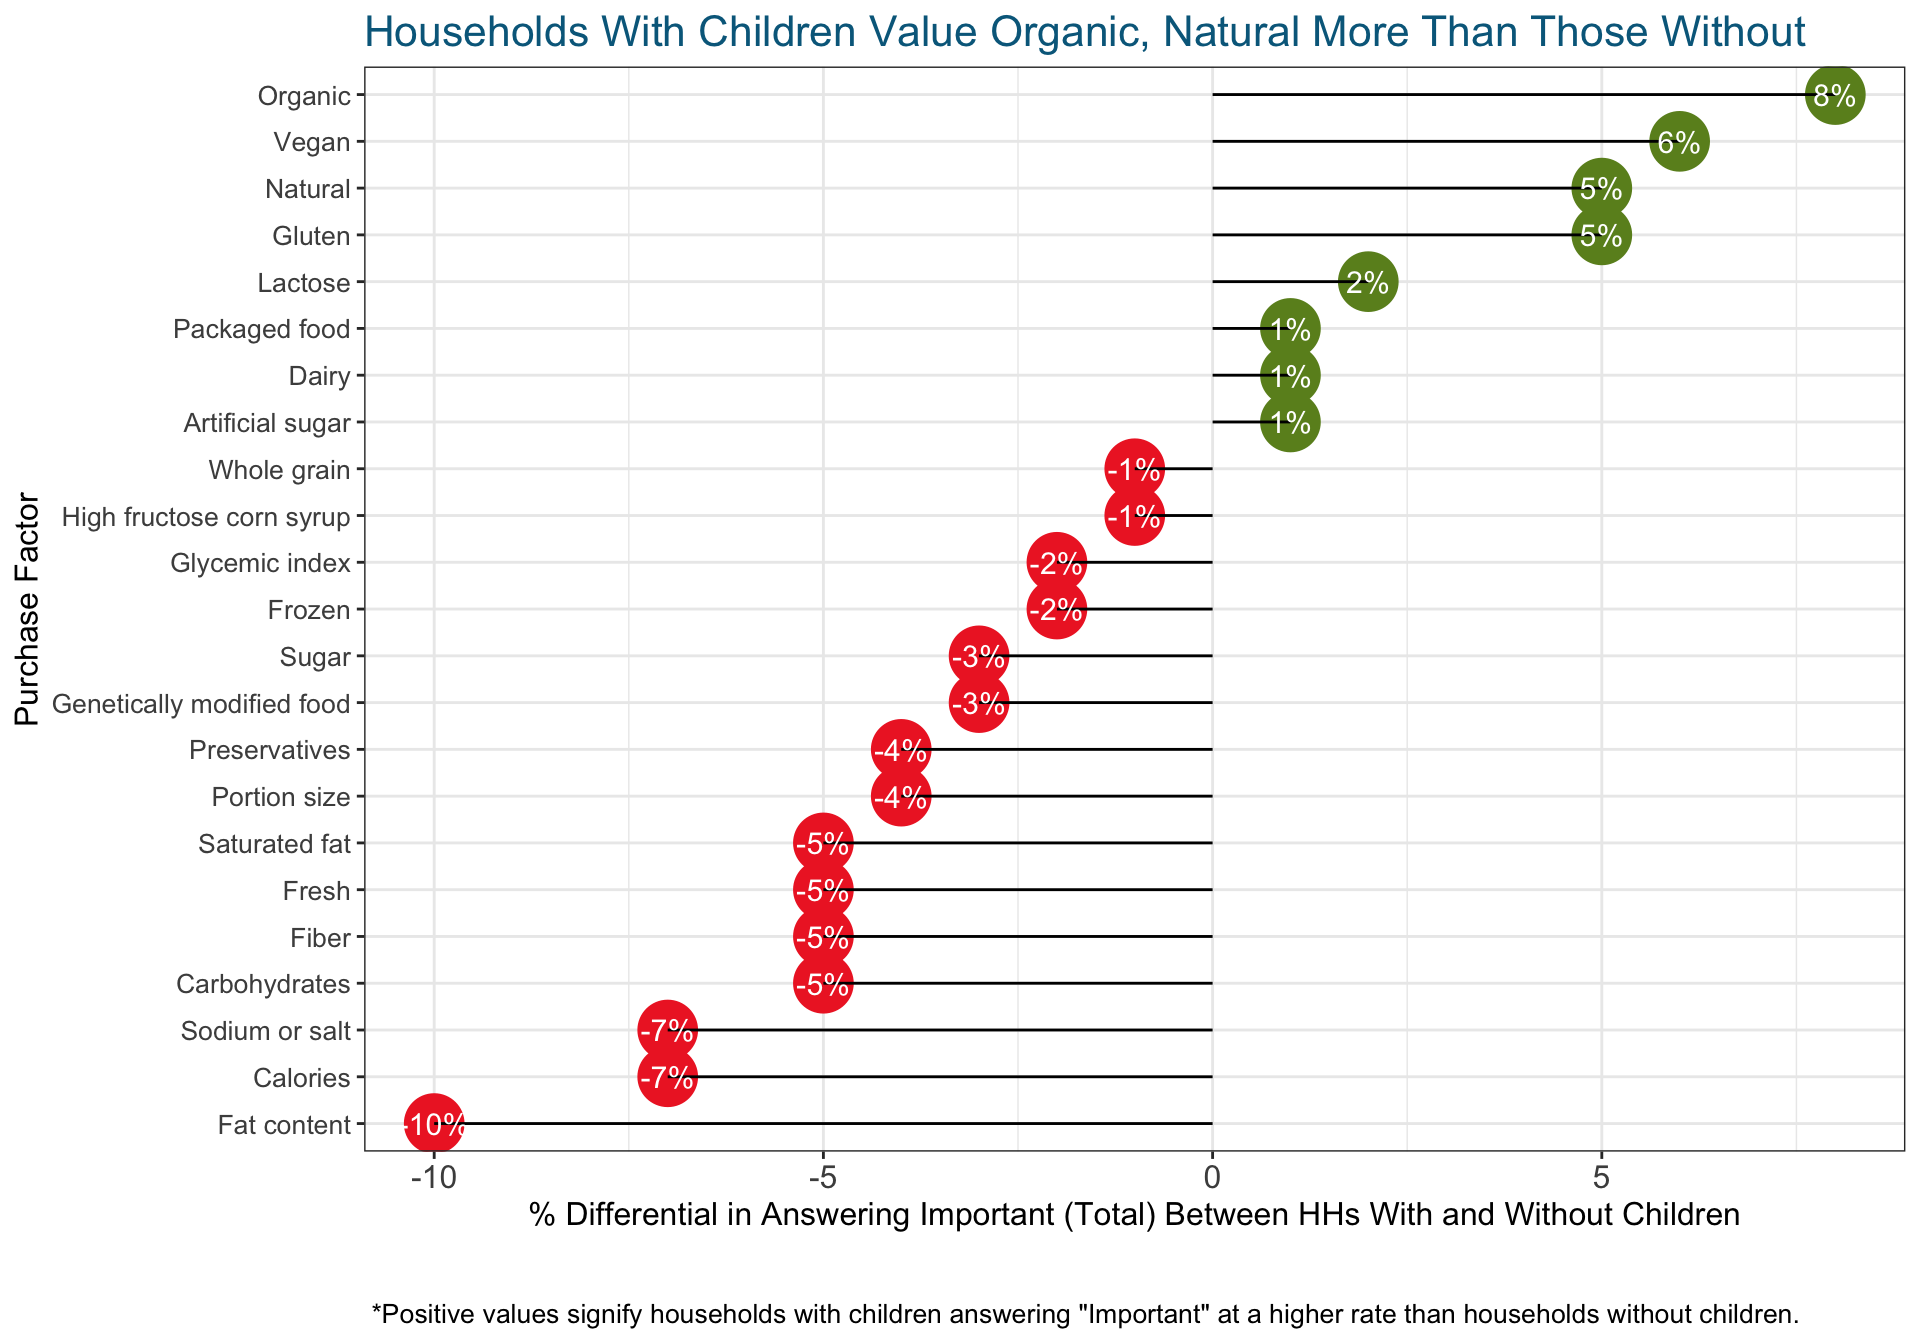 Households With Children Value Organic, Natural More Than Those Without
Purchase Factor
Organic 8%
Vegan 6%
Natural 5%
Gluten 5%
Lactose 2%
Packaged food 1%
Dairy 1%
Artificial sugar 1%
Whole grain -1%
High fructose corn syrup -1%
Glycemic index -2%
Frozen -2%
Sugar -3%
Genetically modified food -3%
Preservatives -4%
Portion size -4%
Saturated fat -5%
Fresh -5%
Fiber -5%
Carbohydrates -5%
Sodium or salt -7%
Calories -7%
Fat content -10%
-10 -5 0 5
% Differential in Answering Important (Total) Between HHs With and Without Children
*Positive values signify households with children answering "Important" at a higher rate than households without children.